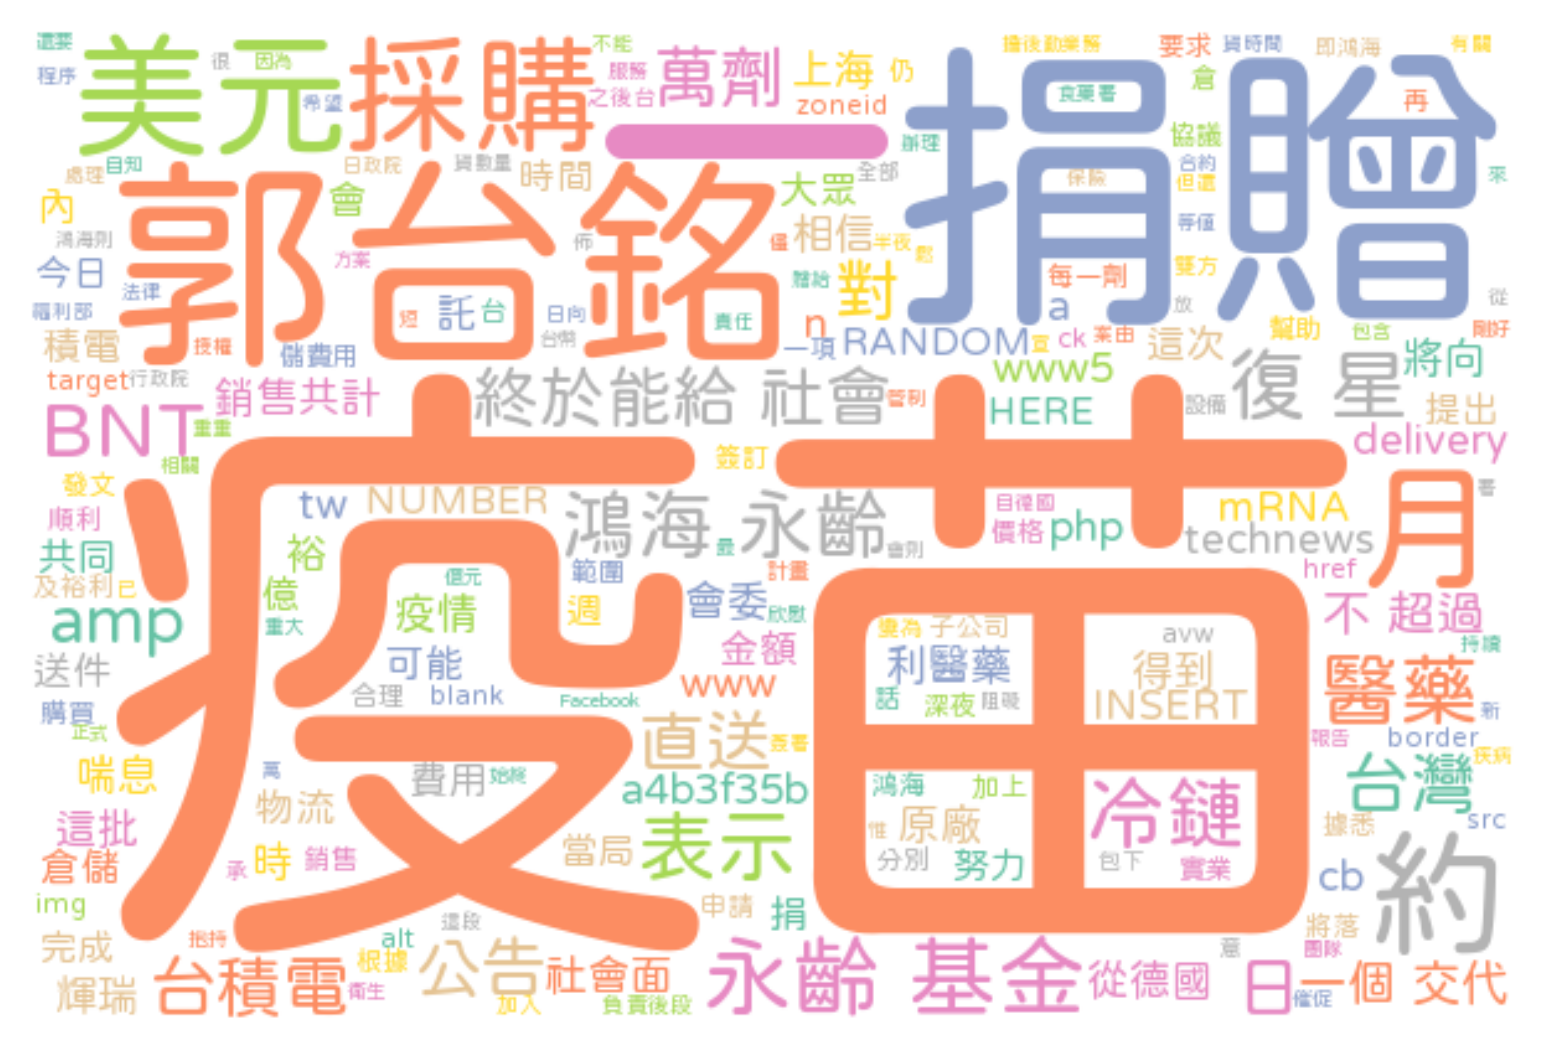 還要
美元
很
因為
採購
不能
服務
之後台
萬劑
上海
仍
zoneid
捐贈
擔後勤業務
要求
貨時間
即鴻海
有關
程序
希望
倉
食藥署
再
協議
合約
辦理
處理
目知
日政院
貨數量
時間
大眾
全部
保險
但還
來
內
會
郭台銘
一
相信
半夜
等值
鴻海則
佈
僅
鬆
今日
方案
法律
贈給
對
每一劑
雙方
a
放
從
福利部
短
託
台
日向
責任
n
幫助
包含
剛好
積電
授權
儲費用
台幣
一項
RANDOM
宣
ck
業由
這次
將向
target
行政院
www5
復星
銷售共計
終於能給 社會
營利
HERE
設備
提出
BNT
重重
delivery
相關
簽訂
發文
tw
NUMBER
鴻海
永齡
疫苗
目德國
mRNA
月
署
順利
價格
php
technews
共同
裕
最
會則
href
及裕利
已
億
億元
範圍
計畫
amp
疫情
週
會委
欣慰
變為
子公司
avw
不 超過
重大
持續
送件
可能
金額
利醫藥
得到
合理
blank
Facebook
www
話
深夜
阻礙
INSERT
醫藥
購買
新
正式
直送
簽署
報告
border
疾病
喘息
萬
費用
始終
a4b3f35b
鴻海
加上
冷鏈
台灣
物流
這批
表示
惟
原廠
據悉
src
倉儲
承
時
銷售
當局
分別
努力
包下
實業
cb
約
img
這段
申請
捐
將落
完成
抱持
alt
根據
公告
社會面
永齡 基金
意
團隊
輝瑞
台積電
衛生
加入
負責後段
從德國
日
催促
一個 交代